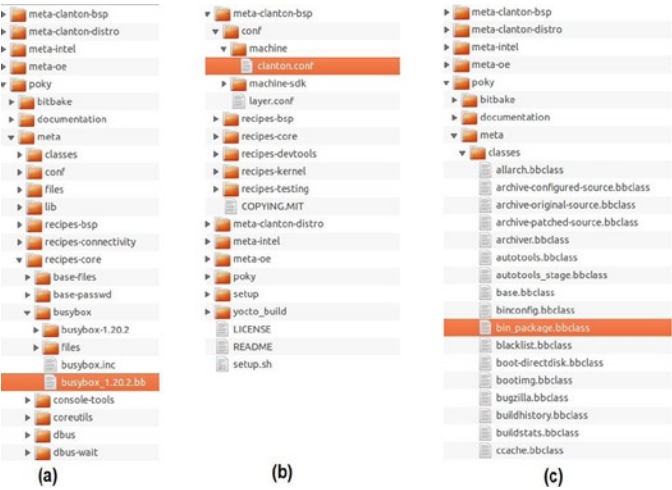 meta-clanton-bsp
meta-clanton-distro
meta-intel
meta-oe
poky
bitbake
documentation
meta
classes
conf
files
lib
recipes-bsp
recipes-connectivity
recipes-core
base-files
base-passwd
busybox
busybox-1.20.2
files
busybox.inc
busybox_1.20.2.bb
console-tools
coreutils
dbus
dbus-wait
(a)
meta-clanton-bsp
conf
machine
clanton.conf
machine-sdk
layer.conf
recipes-bsp
recipes-core
recipes-devtools
recipes-kernel
recipes-testing
COPYING.MIT
meta-clanton-distro
meta-intel
meta-oe
poky
setup
yocto_build
LICENSE
README
setup.sh
(b)
meta-clanton-bsp
meta-clanton-distro
meta-intel
meta-oe
poky
bitbake
documentation
meta
classes
allarch.bbclass
archive-configured-source.bbclass
archive-original-source.bbclass
archive-patched-source.bbclass
archiver.bbclass
autotools.bbclass
autotools_stage.bbclass
base.bbclass
binconfig.bbclass
bin_package.bbclass
blacklist.bbclass
boot-directdisk.bbclass
bootimg.bbclass
bugzilla.bbclass
buildhistory.bbclass
buildstats.bbclass
ccache.bbclass
(c)